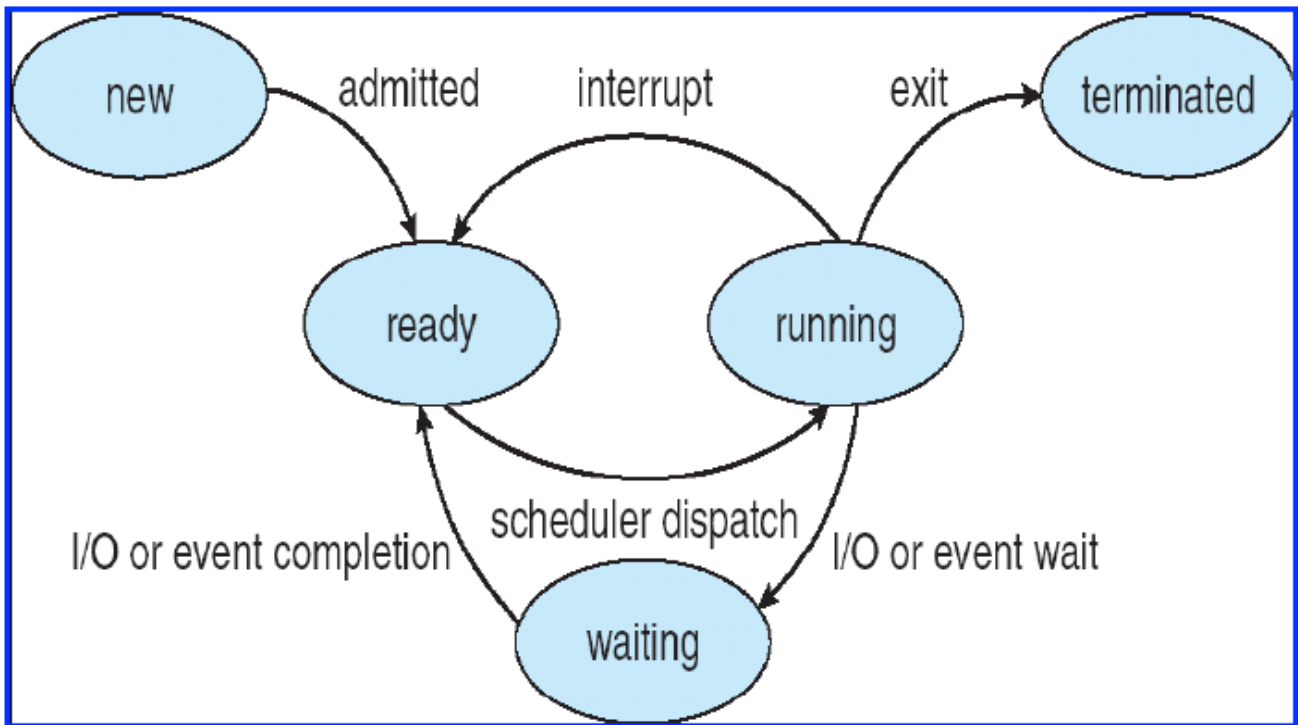 new
admitted
interrupt
exit
terminated
ready
running
scheduler dispatch
I/O or event completion
I/O or event wait
waiting